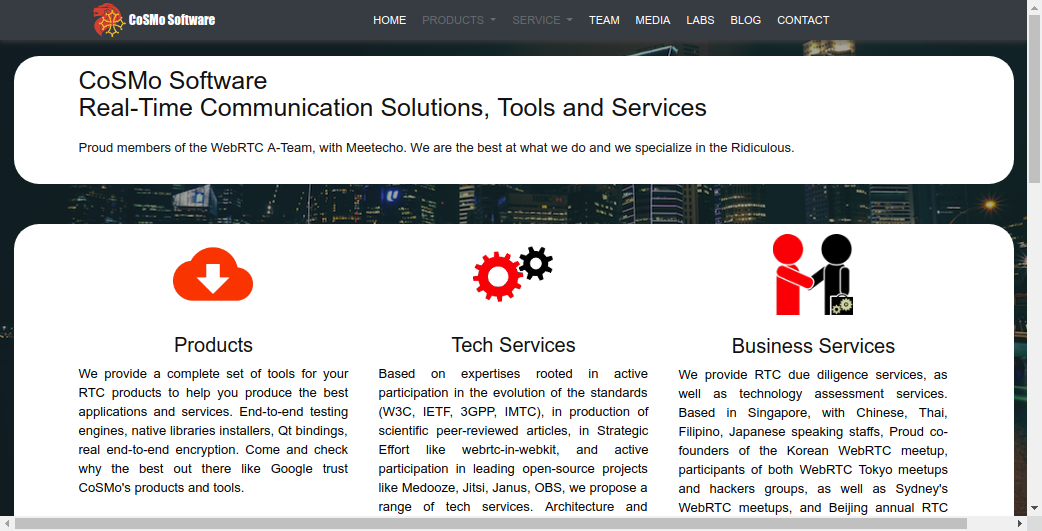 CoSMo Software
HOME PRODUCTS SERVICE TEAM MEDIA LABS BLOG CONTACT
CoSMo Software
Real-Time Communication Solutions, Tools and Services
Proud members of the WebRTC A-Team, with Meetecho. We are the best at what we do and we specialize in the Ridiculous.
Products
We provide a complete set of tools for your
RTC products to help you produce the best
applications and services. End-to-end testing
engines, native libraries installers, Qt bindings,
real end-to-end encryption. Come and check
why the best out there like Google trust
CoSMo's products and tools.
Tech Services
Based on expertises rooted in active
participation in the evolution of the standards
(W3C, IETF, 3GPP, IMTC), in production of
scientific peer-reviewed articles, in Strategic
Effort like webrtc-in-webkit, and active
participation in leading open-source projects
like Medooze, Jitsi, Janus, OBS, we propose a
range of tech services. Architecture and
Business Services
We provide RTC due diligence services, as
well as technology assessment services.
Based in Singapore, with Chinese, Thai,
Filipino, Japanese speaking staffs, Proud co-
founders of the Korean WebRTC meetup,
participants of both WebRTC Tokyo meetups
and hackers groups, as well as Sydney's
WebRTC meetups, and Beijing annual RTC